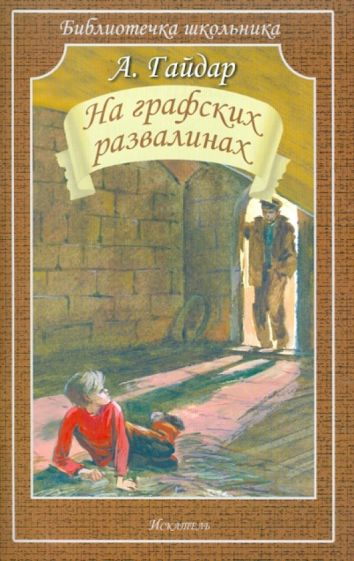 Библиотечка школьника
А. Гайдар
На графских
развалинах
Искатель